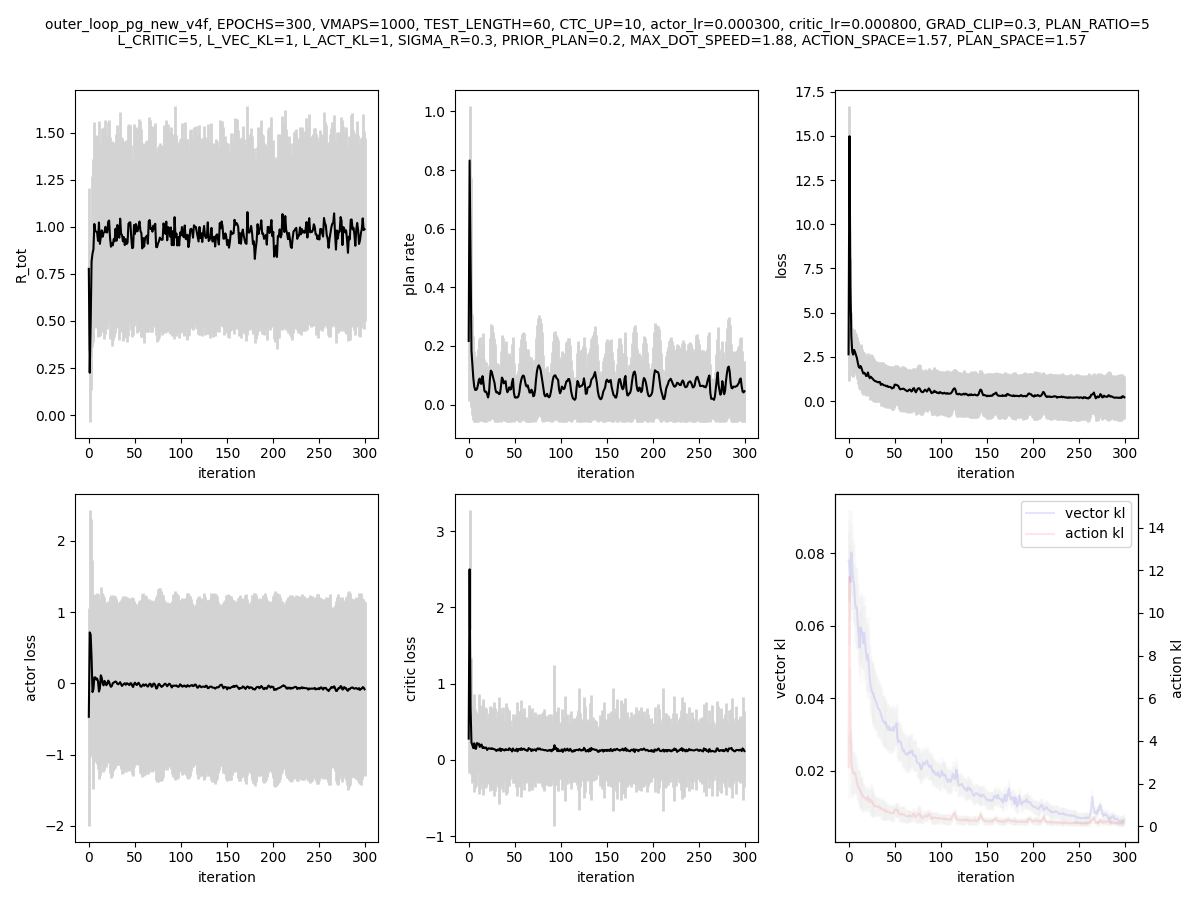 outer_loop_pg_new_v4f, EPOCHS=300, VMAPS=1000, TEST_LENGTH=60, CTC_UP=10, actor_lr=0.000300, critic_lr=0.000800, GRAD_CLIP=0.3, PLAN_RATIO=5
L_CRITIC=5, L_VEC_KL=1, L_ACT_KL=1, SIGMA_R=0.3, PRIOR_PLAN=0.2, MAX_DOT_SPEED=1.88, ACTION_SPACE=1.57, PLAN_SPACE=1.57
R_tot
1.50
1.25
1.00
0.75
0.50
0.25
0.00
0 50 100 150 200 250 300
iteration
plan rate
1.0
0.8
0.6
0.4
0.2
0.0
0 50 100 150 200 250 300
iteration
loss
17.5
15.0
12.5
10.0
7.5
5.0
2.5
0.0
0 50 100 150 200 250 300
iteration
actor loss
2
1
0
−1
−2
0 50 100 150 200 250 300
iteration
critic loss
3
2
1
0
−1
0 50 100 150 200 250 300
iteration
vector kl
0.08
0.06
0.04
0.02
0 50 100 150 200 250 300
iteration
vector kl
action kl
14
12
10
8
6
4
2
0
action kl